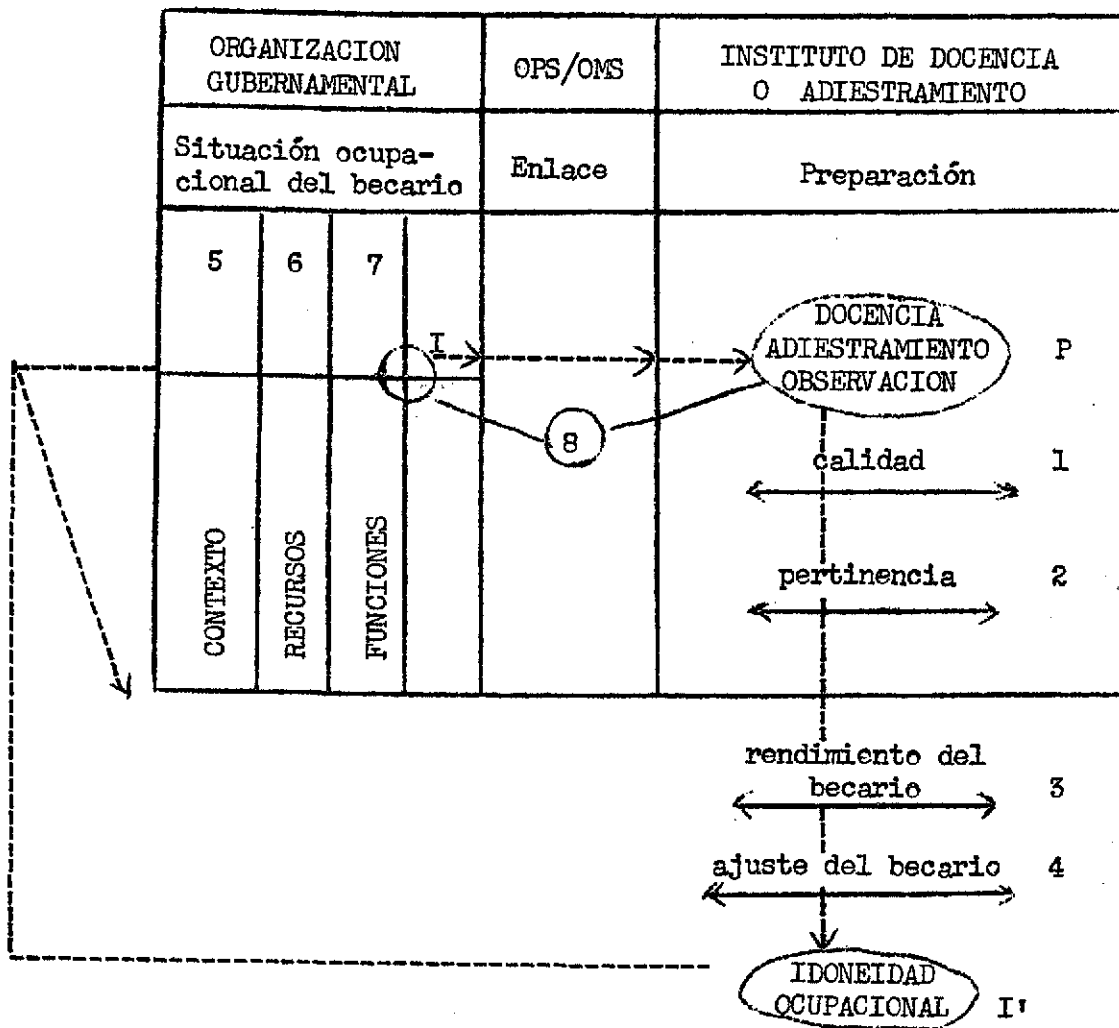 ORGANIZACION
GUBERNAMENTAL
OPS/OMS
INSTITUTO DE DOCENCIA
O ADIESTRAMIENTO
Situación ocupa-
cional del becario
Enlace
Preparación
5
6
7
I
DOCENCIA
ADIESTRAMIENTO
OBSERVACION
P
8
calidad
1
CONTEXTO
RECURSOS
FUNCIONES
pertinencia
2
rendimiento del
becario
3
ajuste del becario
4
IDONEIDAD
OCUPACIONAL
I'